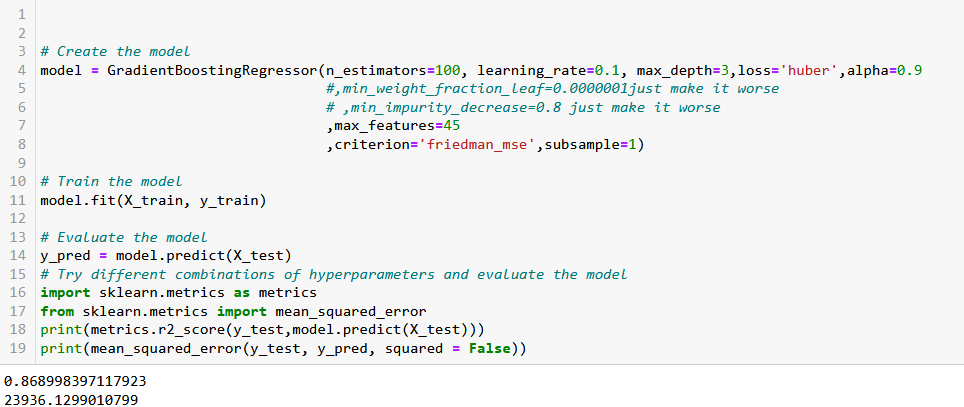 1
2
3 # Create the model
4 model = GradientBoostingRegressor(n_estimators=100, learning_rate=0.1, max_depth=3,loss='huber',alpha=0.9
5 #,min_weight_fraction_leaf=0.0000001just make it worse
6 # ,min_impurity_decrease=0.8 just make it worse
7 ,max_features=45
8 ,criterion='friedman_mse',subsample=1)
9
10 # Train the model
11 model.fit(X_train, y_train)
12
13 # Evaluate the model
14 y_pred = model.predict(X_test)
15 # Try different combinations of hyperparameters and evaluate the model
16 import sklearn.metrics as metrics
17 from sklearn.metrics import mean_squared_error
18 print(metrics.r2_score(y_test,model.predict(X_test)))
19 print(mean_squared_error(y_test, y_pred, squared = False))
0.868998397117923
23936.1299010799